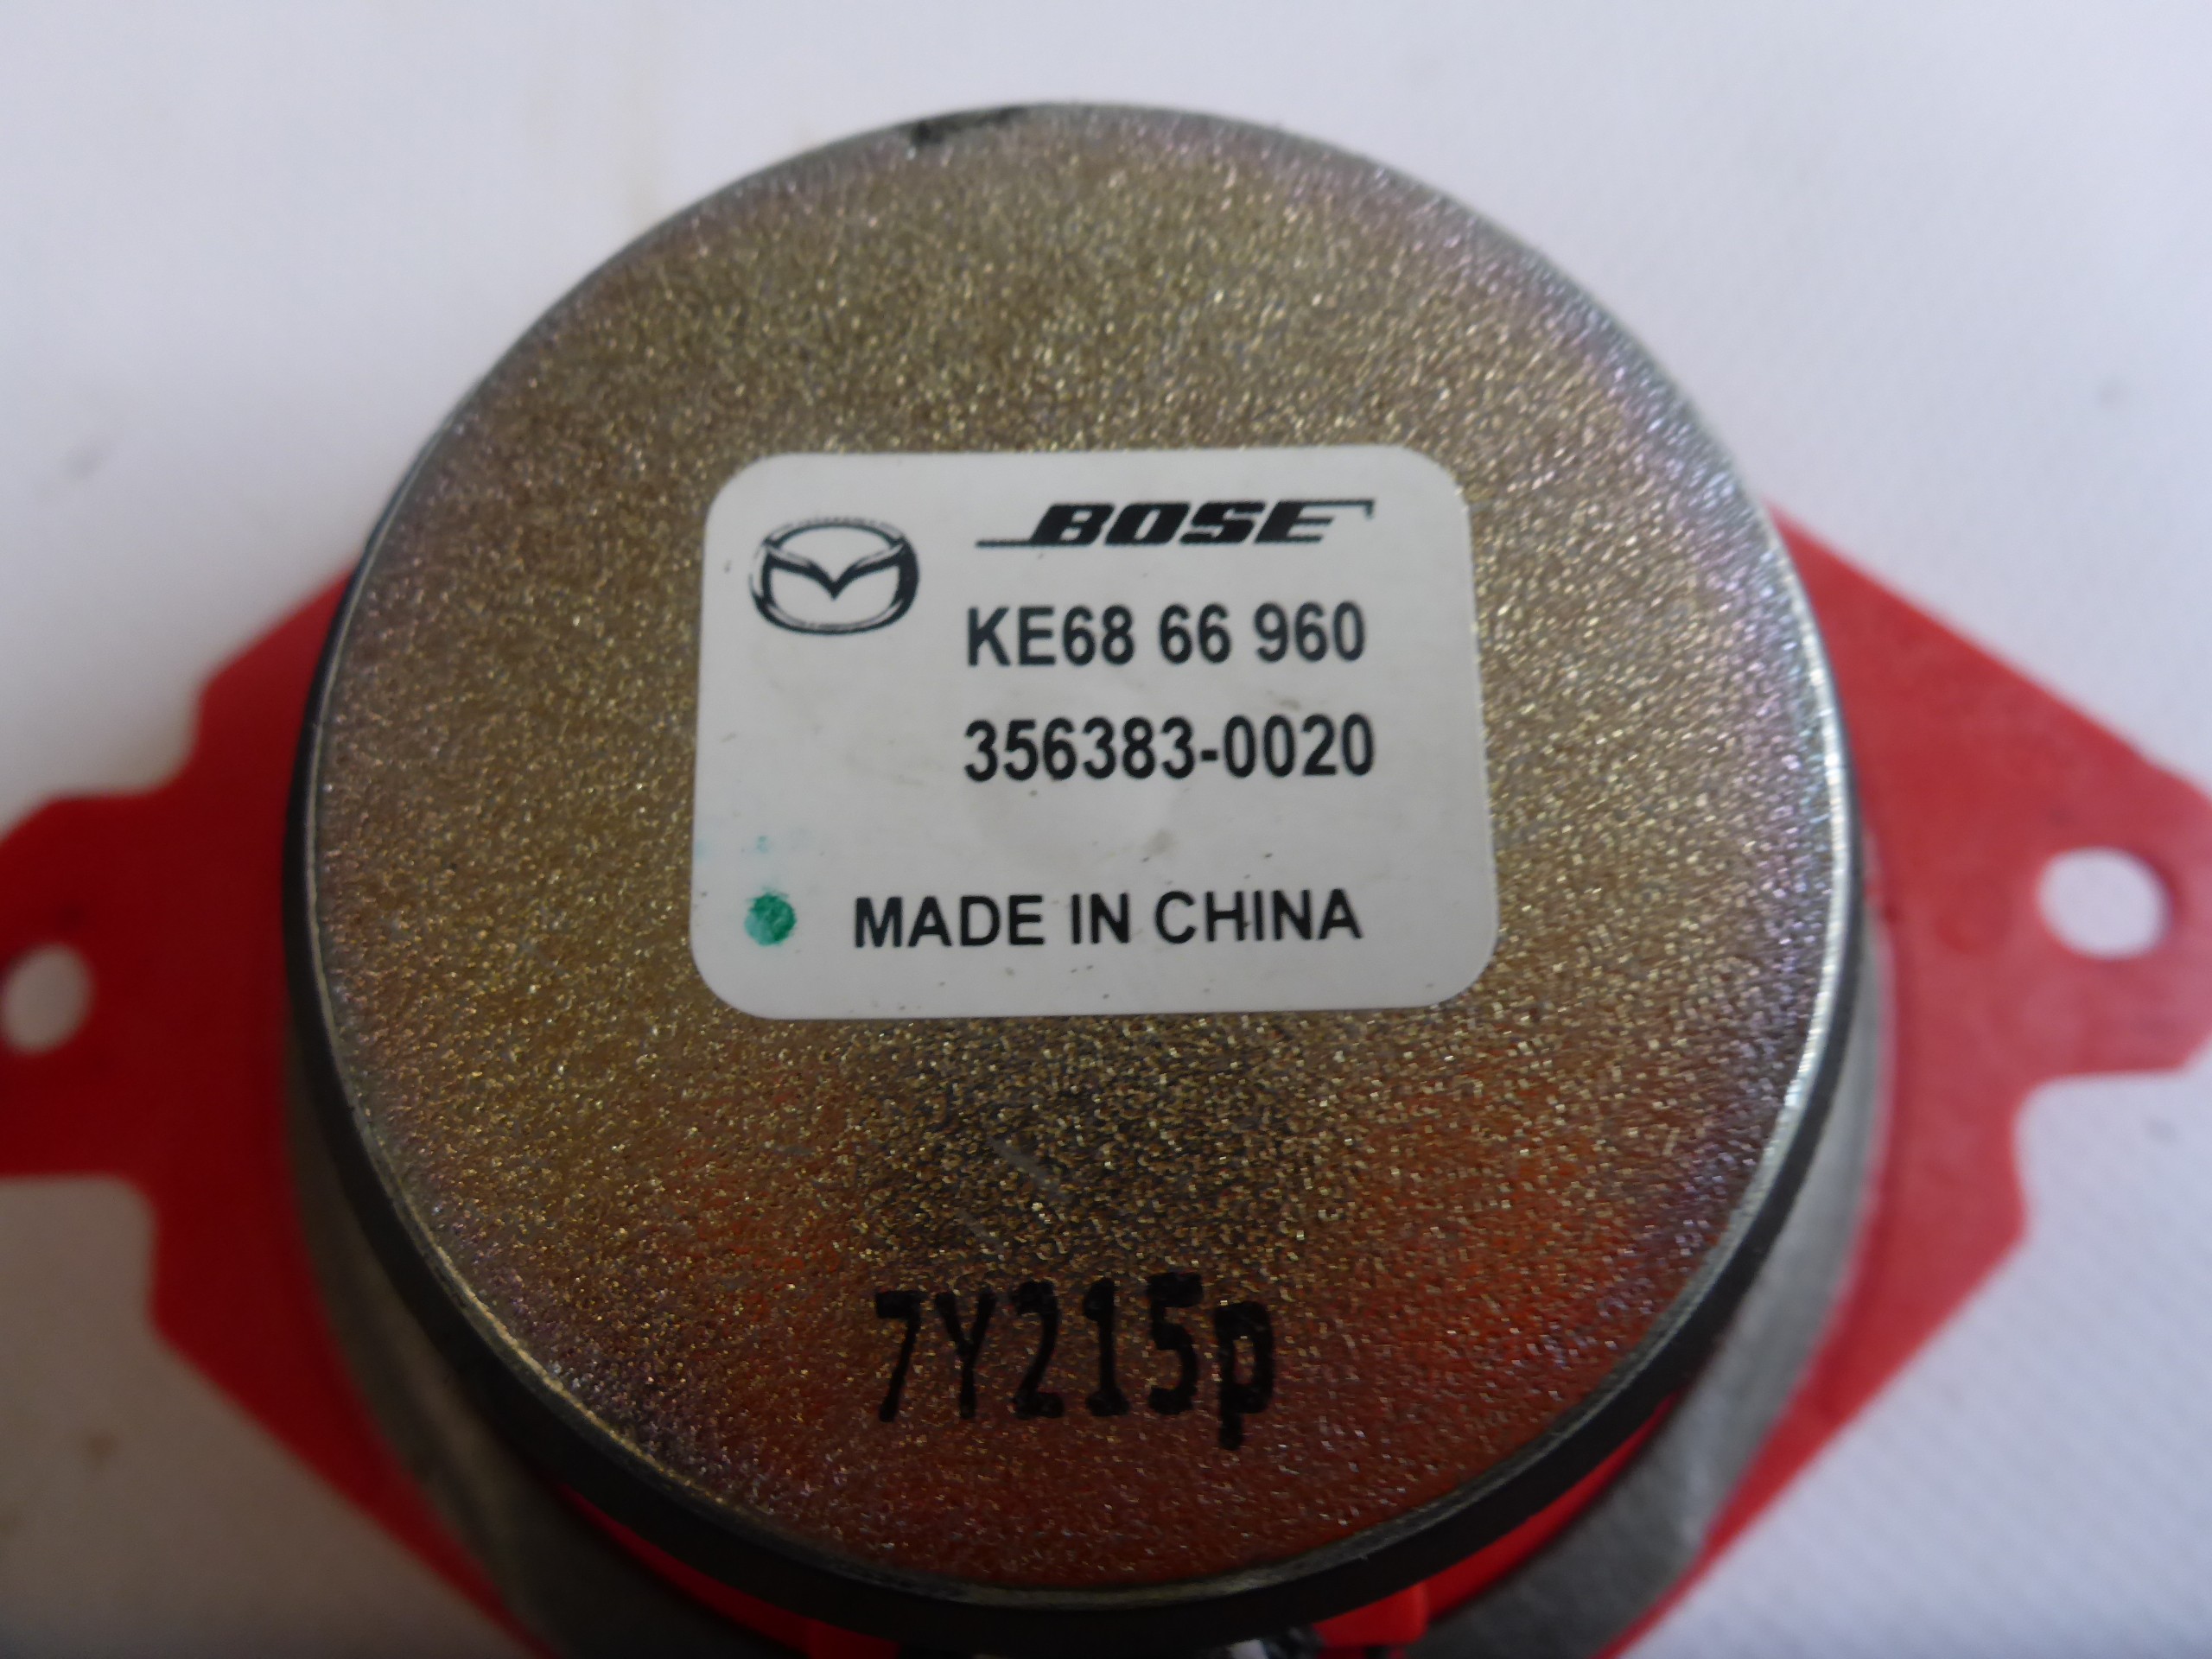 BOSE
KE68 66 960
356383-0020
MADE IN CHINA
7Y215p